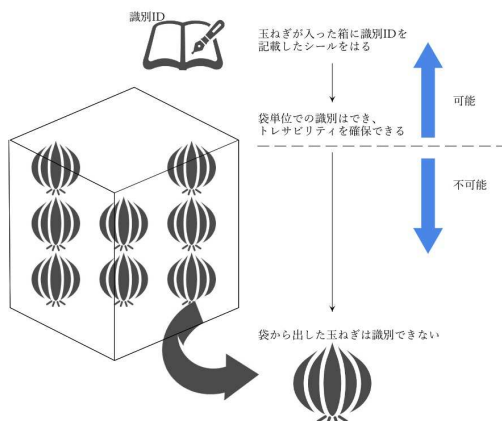 識別ID
玉ねぎが入った箱に識別IDを
記載したシールをはる
可能
袋単位での識別はでき、
トレサビリティを確保できる
不可能
袋から出した玉ねぎは識別できない